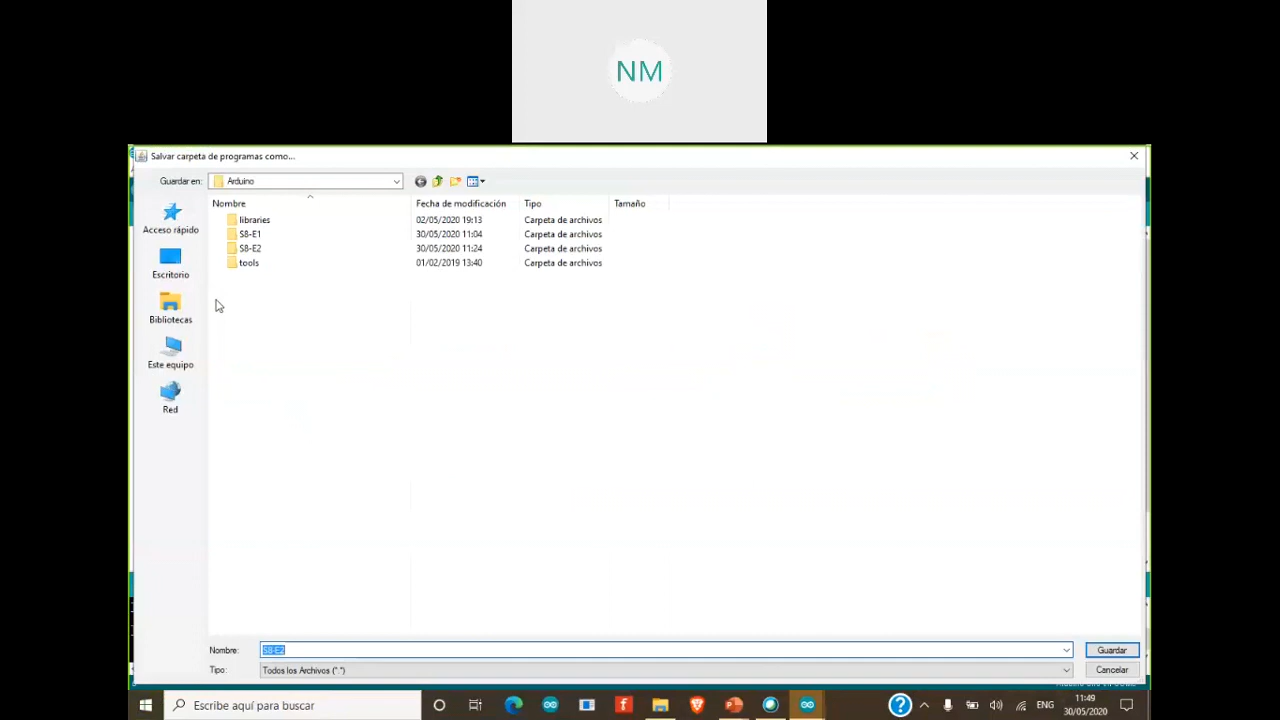 NM
Salvar carpeta de programas como...
Guardar en: Arduino
Nombre Fecha de modificación Tipo Tamaño
libraries 02/05/2020 19:13 Carpeta de archivos
S8-E1 30/05/2020 11:04 Carpeta de archivos
S8-E2 30/05/2020 11:24 Carpeta de archivos
tools 01/02/2019 13:40 Carpeta de archivos
Acceso rápido
Escritorio
Bibliotecas
Este equipo
Red
Nombre: S8-E2 Guardar
Tipo: Todos los Archivos (*.*) Cancelar
Escribe aquí para buscar
ENG
11:49
30/05/2020